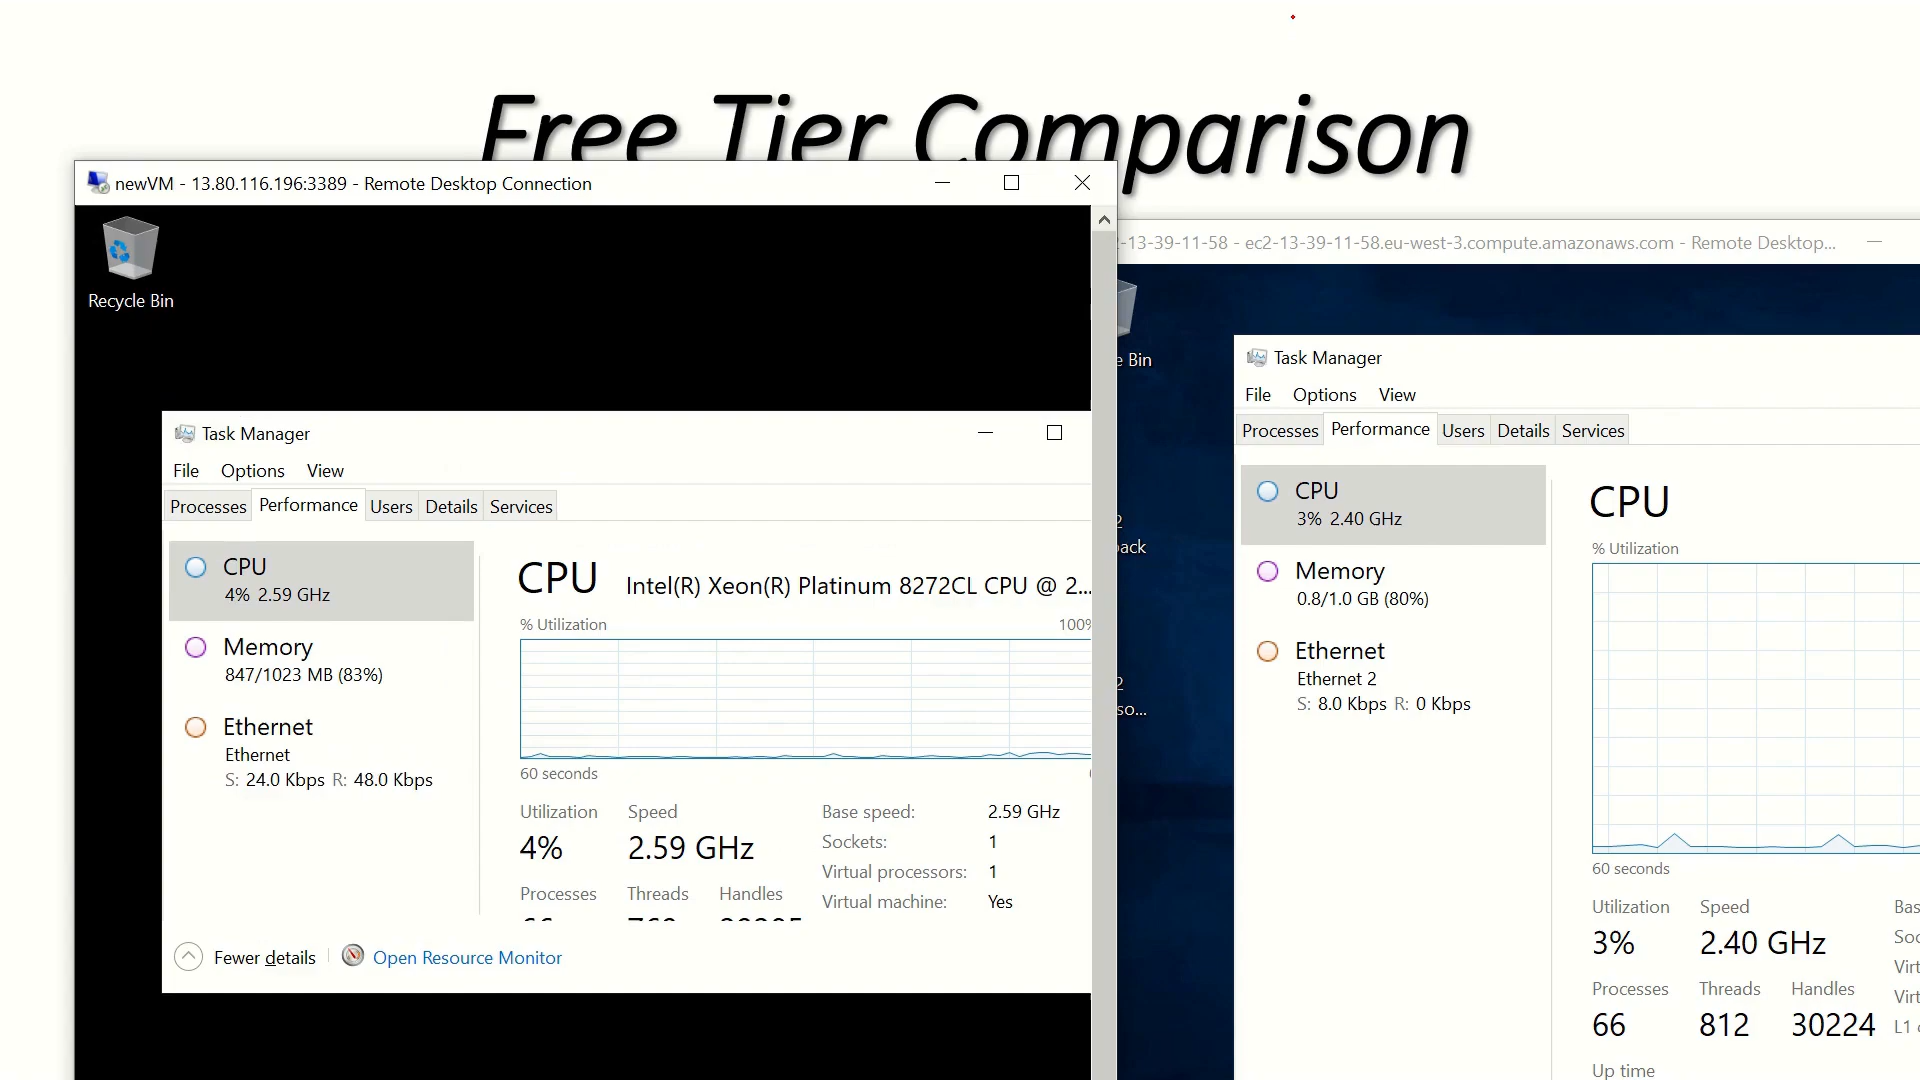 Free Tier Comparison
newVM - 13.80.116.196:3389 - Remote Desktop Connection
Recycle Bin
Task Manager
File Options View
Processes Performance Users Details Services
CPU
4% 2.59 GHz
Memory
847/1023 MB (83%)
Ethernet
Ethernet
S: 24.0 Kbps R: 48.0 Kbps
CPU Intel(R) Xeon(R) Platinum 8272CL CPU @ 2...
% Utilization 100%
60 seconds
Utilization Speed
4% 2.59 GHz
Processes Threads Handles
Base speed: 2.59 GHz
Sockets: 1
Virtual processors: 1
Virtual machine: Yes
Fewer details
Open Resource Monitor
-13-39-11-58 - ec2-13-39-11-58.eu-west-3.compute.amazonaws.com - Remote Desktop...
Bin
Task Manager
File Options View
Processes Performance Users Details Services
CPU
3% 2.40 GHz
Memory
0.8/1.0 GB (80%)
Ethernet
Ethernet 2
S: 8.0 Kbps R: 0 Kbps
CPU
% Utilization
60 seconds
Utilization Speed
3% 2.40 GHz
Processes Threads Handles
66 812 30224
Up time